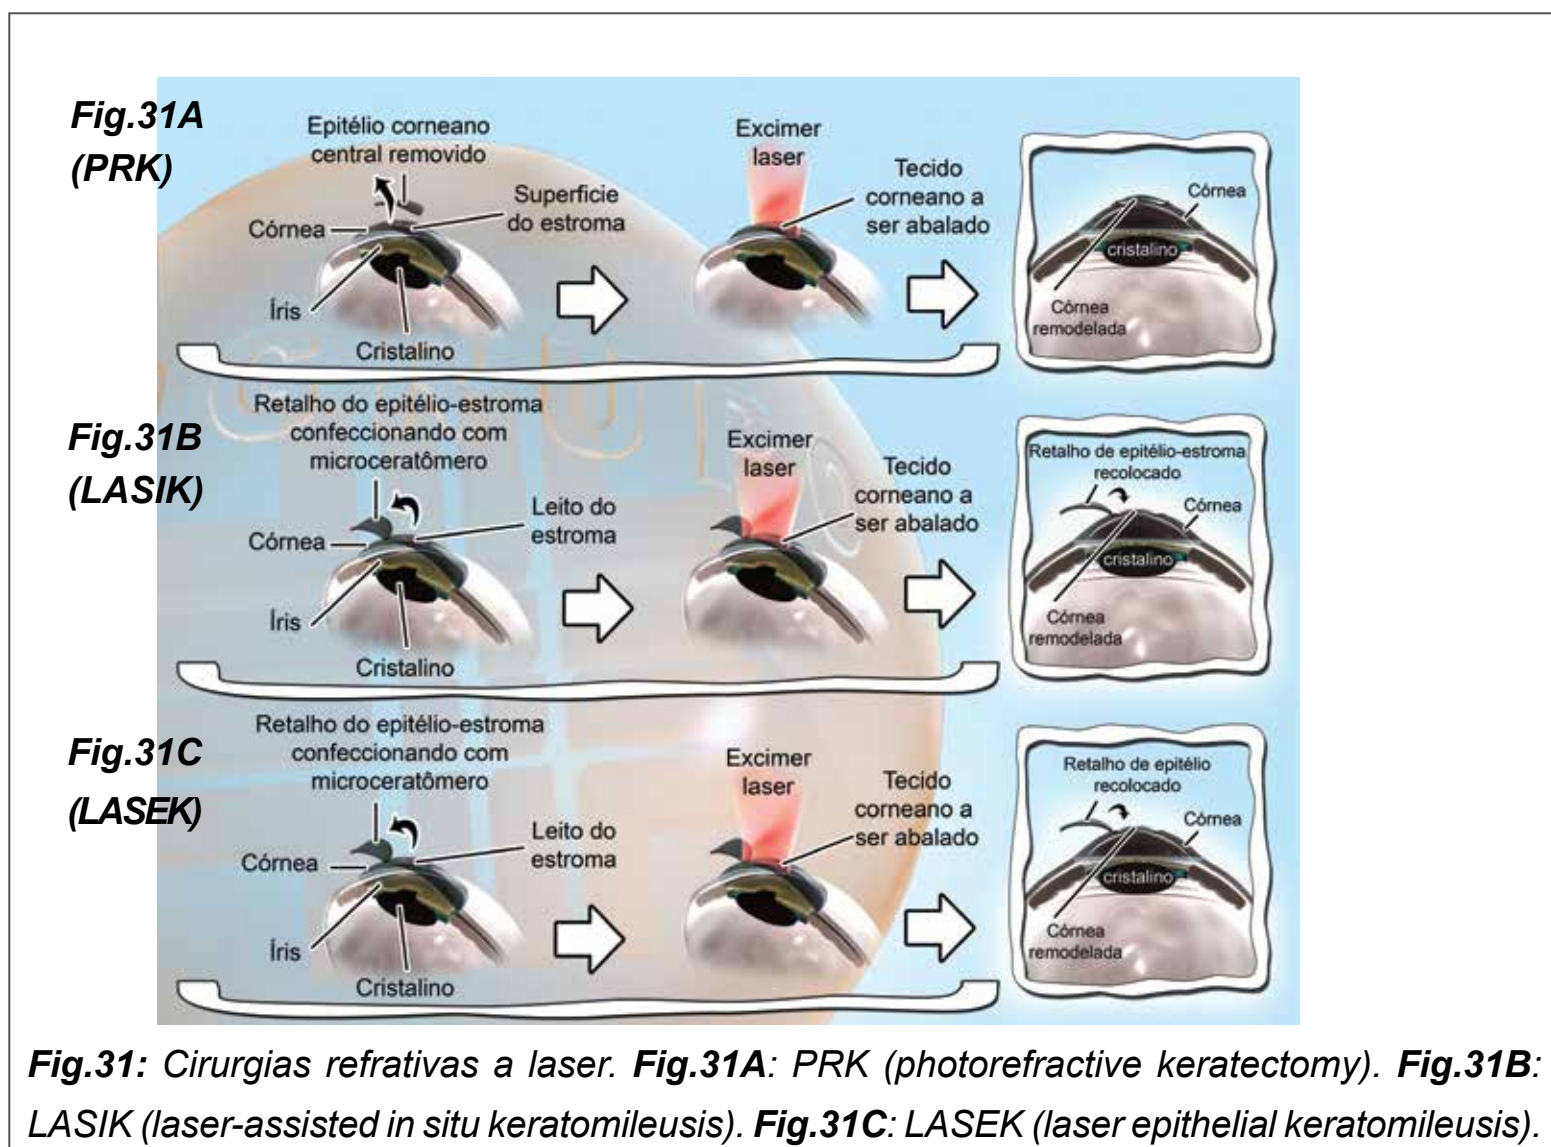 Fig.31A
(PRK)
Epitélio corneano
central removido
Córnea
Superficie
do estroma
Íris
Cristalino
Excimer
laser
Tecido
corneano a
ser abalado
Córnea
cristalino
Córnea
remodelada
Fig.31B
(LASIK)
Retalho do epitélio-estroma
confeccionando com
microceratômero
Córnea
Leito do
estroma
Íris
Cristalino
Excimer
laser
Tecido
corneano a
ser abalado
Retalho de epitélio-estroma
recolocado
Córnea
cristalino
Córnea
remodelada
Fig.31C
(LASEK)
Retalho do epitélio-estroma
confeccionando com
microceratômero
Córnea
Leito do
estroma
Íris
Cristalino
Excimer
laser
Tecido
corneano a
ser abalado
Retalho de epitélio
recolocado
Córnea
cristalino
Córnea
remodelada
Fig.31: Cirurgias refrativas a laser. Fig.31A: PRK (photorefractive keratectomy). Fig.31B:
LASIK (laser-assisted in situ keratomileusis). Fig.31C: LASEK (laser epithelial keratomileusis).